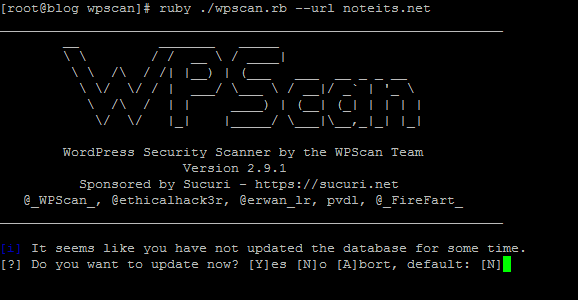 [root@blog wpscan]# ruby ./wpscan.rb --url noteits.net
WPScan
WordPress Security Scanner by the WPScan Team
Version 2.9.1
Sponsored by Sucuri - https://sucuri.net
@_WPScan_, @ethicalhack3r, @erwan_lr, pvdl, @_FireFart_
[i] It seems like you have not updated the database for some time.
[?] Do you want to update now? [Y]es [N]o [A]bort, default: [N]